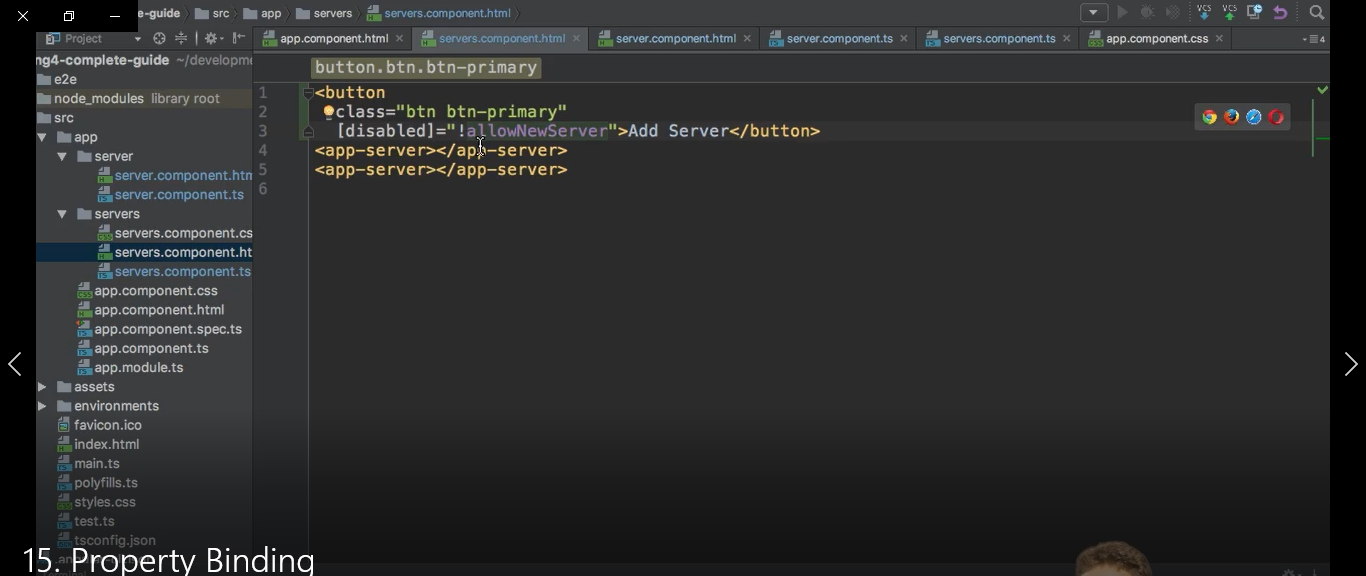 e-guide src app servers servers.component.html
VCS VCS
Project
app.component.html servers.component.html server.component.html server.component.ts servers.component.ts app.component.css 4
ng4-complete-guide ~/developme
button.btn.btn-primary
e2e
node_modules library root
src
app
server
server.component.htm
server.component.ts
servers
servers.component.cs
servers.component.ht
servers.component.ts
app.component.css
app.component.html
app.component.spec.ts
app.component.ts
app.module.ts
assets
environments
favicon.ico
index.html
main.ts
polyfills.ts
styles.css
test.ts
tsconfig.json
1 <button
2 class="btn btn-primary"
3 [disabled]="!allowNewServer">Add Server</button>
4 <app-server></app-server>
5 <app-server></app-server>
6
15. Property Binding